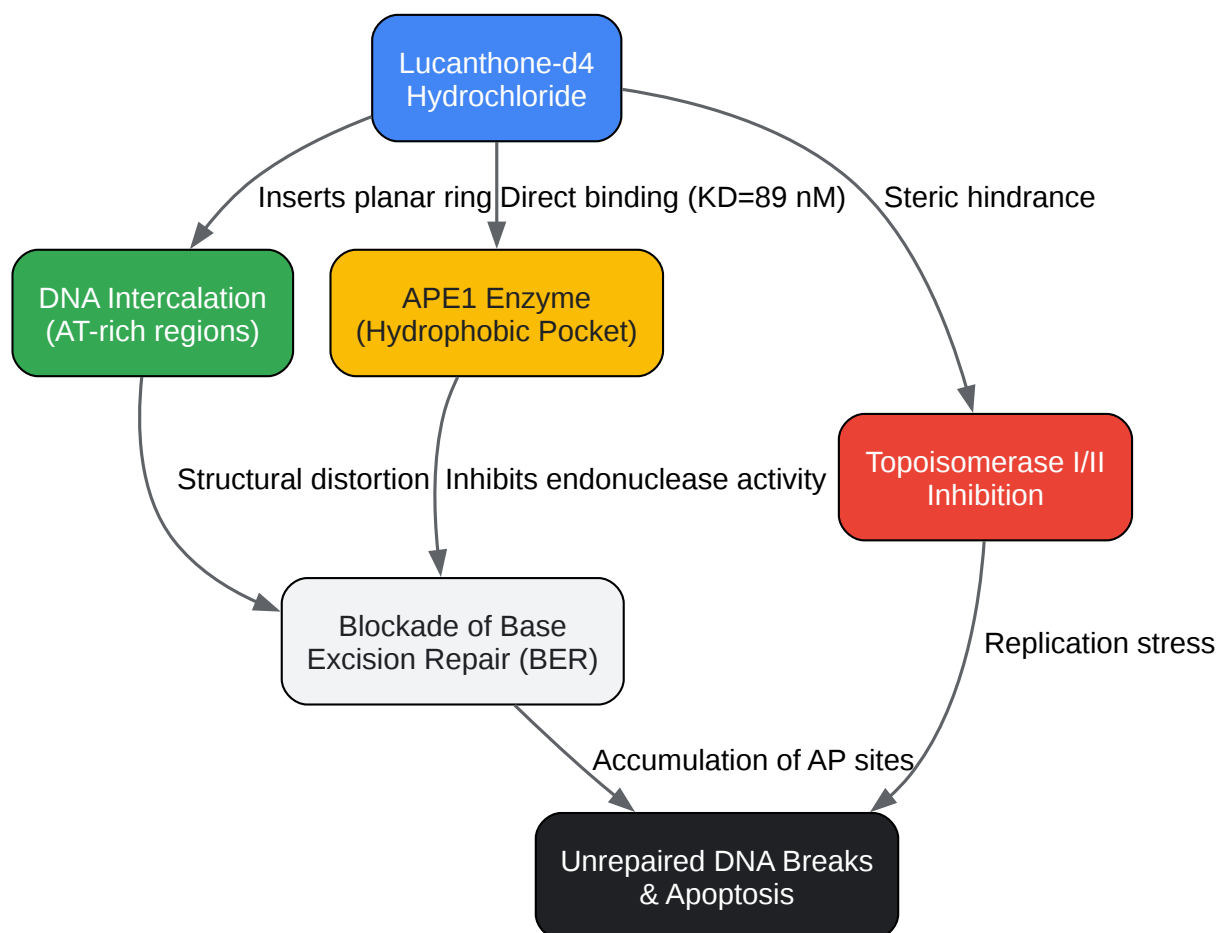 Lucanthone-d4
Hydrochloride
Inserts planar ring
Direct binding (KD=89 nM)
Steric hindrance
DNA Intercalation
(AT-rich regions)
APE1 Enzyme
(Hydrophobic Pocket)
Topoisomerase I/II
Inhibition
Structural distortion
Inhibits endonuclease activity
Blockade of Base
Excision Repair (BER)
Replication stress
Accumulation of AP sites
Unrepaired DNA Breaks
& Apoptosis